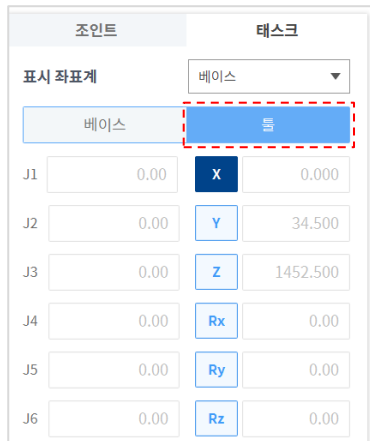 조인트 태스크
표시 좌표계 베이스
베이스 툴
J1 0.00 X 0.000
J2 0.00 Y 34.500
J3 0.00 Z 1452.500
J4 0.00 Rx 0.00
J5 0.00 Ry 0.00
J6 0.00 Rz 0.00